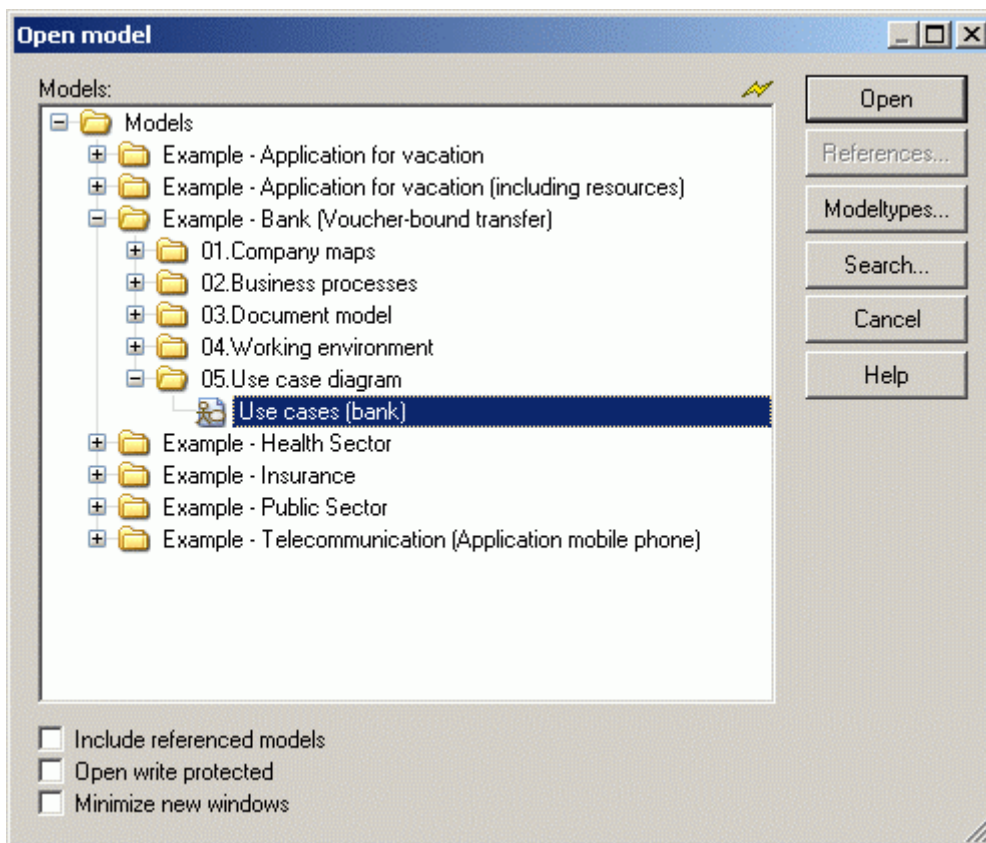 Open model
Models:
Models
Example - Application for vacation
Example - Application for vacation (including resources)
Example - Bank (Voucher-bound transfer)
01.Company maps
02.Business processes
03.Document model
04.Working environment
05.Use case diagram
Use cases (bank)
Example - Health Sector
Example - Insurance
Example - Public Sector
Example - Telecommunication (Application mobile phone)
Open
References...
Modeltypes...
Search...
Cancel
Help
Include referenced models
Open write protected
Minimize new windows